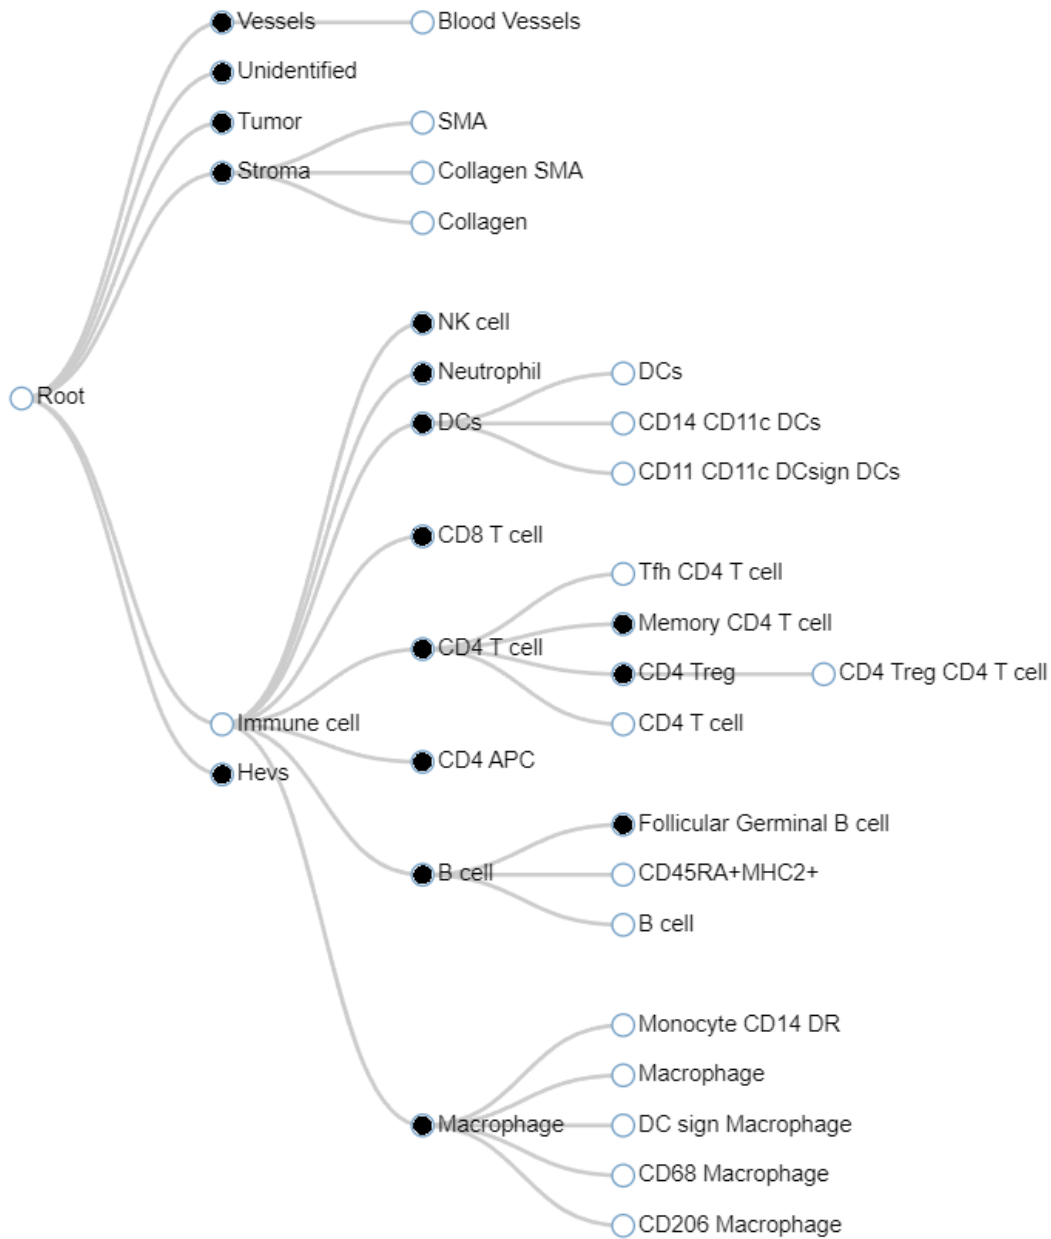 Vessels
Blood Vessels
Unidentified
Tumor
SMA
Stroma
Collagen SMA
Collagen
NK cell
Neutrophil
DCs
Root
DCs
CD14 CD11c DCs
CD11 CD11c DCsign DCs
CD8 T cell
Tfh CD4 T cell
Memory CD4 T cell
CD4 T cell
CD4 Treg
CD4 Treg CD4 T cell
Immune cell
CD4 T cell
CD4 APC
Hevs
Follicular Germinal B cell
B cell
CD45RA+MHC2+
B cell
Monocyte CD14 DR
Macrophage
Macrophage
DC sign Macrophage
CD68 Macrophage
CD206 Macrophage